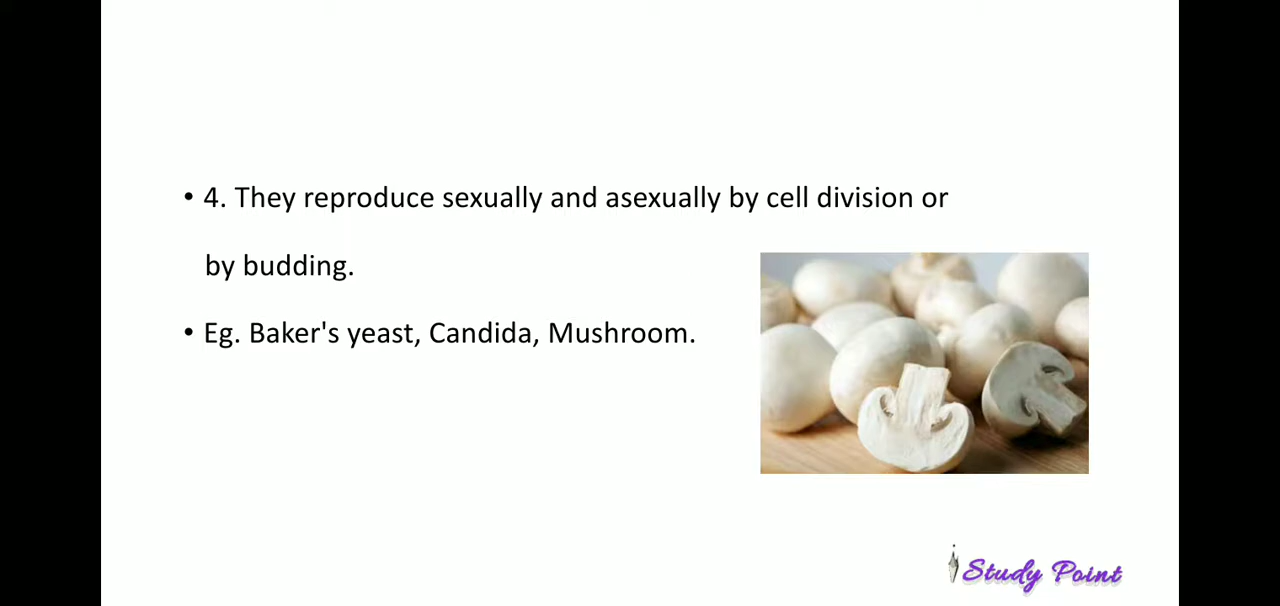 • 4. They reproduce sexually and asexually by cell division or
by budding.
• Eg. Baker's yeast, Candida, Mushroom.
Study Point